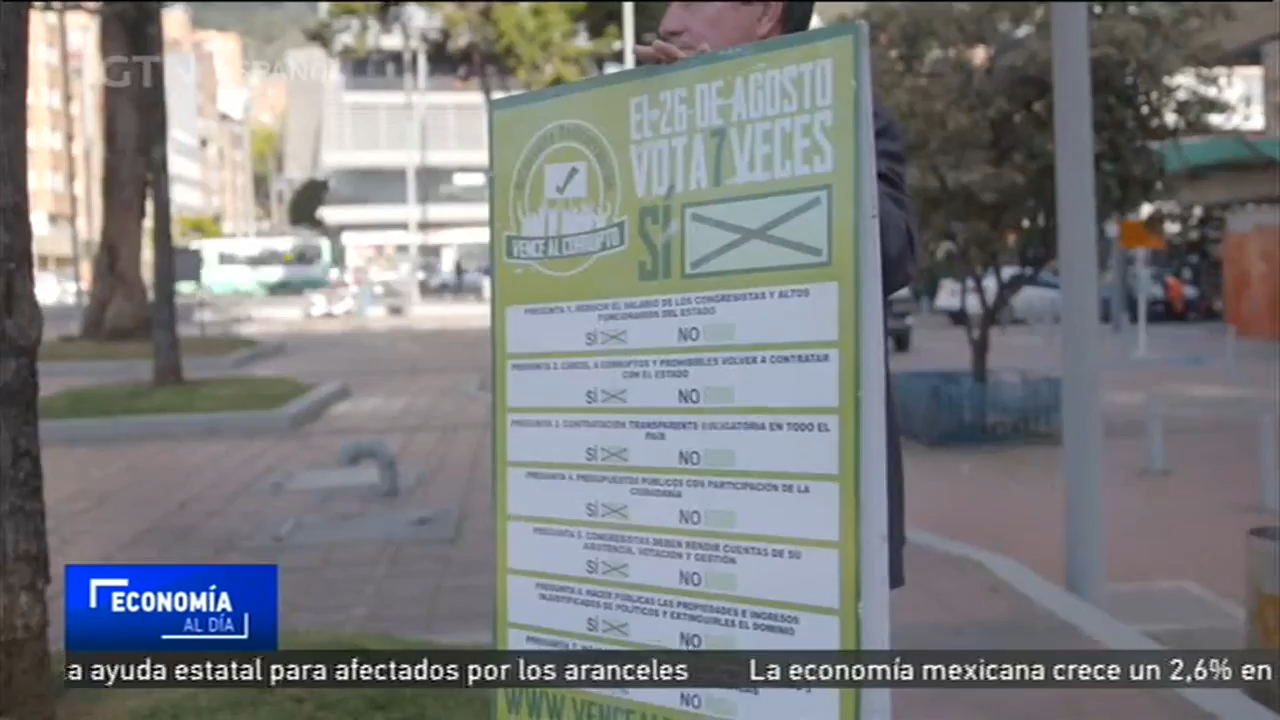 CGTN ESPAÑOL
EL 26 DE AGOSTO
VOTA 7 VECES
SÍ
VENCE AL CORRUPTO
PREGUNTA 1. REDUCIR EL SALARIO DE LOS CONGRESISTAS Y ALTOS
FUNCIONARIOS DEL ESTADO
SÍ NO
PREGUNTA 2. CÁRCEL A CORRUPTOS Y PROHIBIRLES VOLVER A CONTRATAR
CON EL ESTADO
SÍ NO
PREGUNTA 3. CONTRATACIÓN TRANSPARENTE OBLIGATORIA EN TODO EL
PAÍS
SÍ NO
PREGUNTA 4. PRESUPUESTOS PÚBLICOS CON PARTICIPACIÓN DE LA
CIUDADANÍA
SÍ NO
PREGUNTA 5. CONGRESISTAS DEBEN RENDIR CUENTAS DE SU
ASISTENCIA, VOTACIÓN Y GESTIÓN
SÍ NO
PREGUNTA 6. HACER PÚBLICAS LAS PROPIEDADES E INGRESOS
INJUSTIFICADOS DE POLÍTICOS Y EXTINGUIRLES EL DOMINIO
SÍ NO
NO
ECONOMÍA
AL DÍA
a ayuda estatal para afectados por los aranceles La economía mexicana crece un 2,6% en